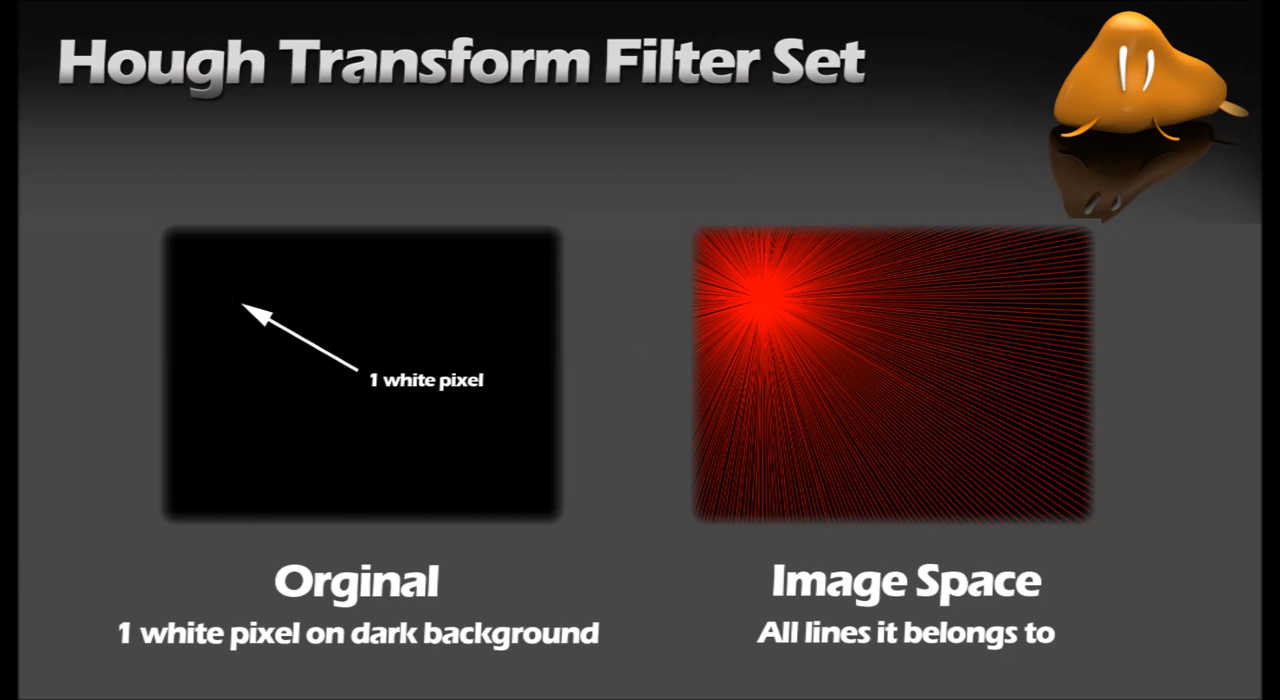 Hough Transform Filter Set
1 white pixel
Orginal
1 white pixel on dark background
Image Space
All lines it belongs to